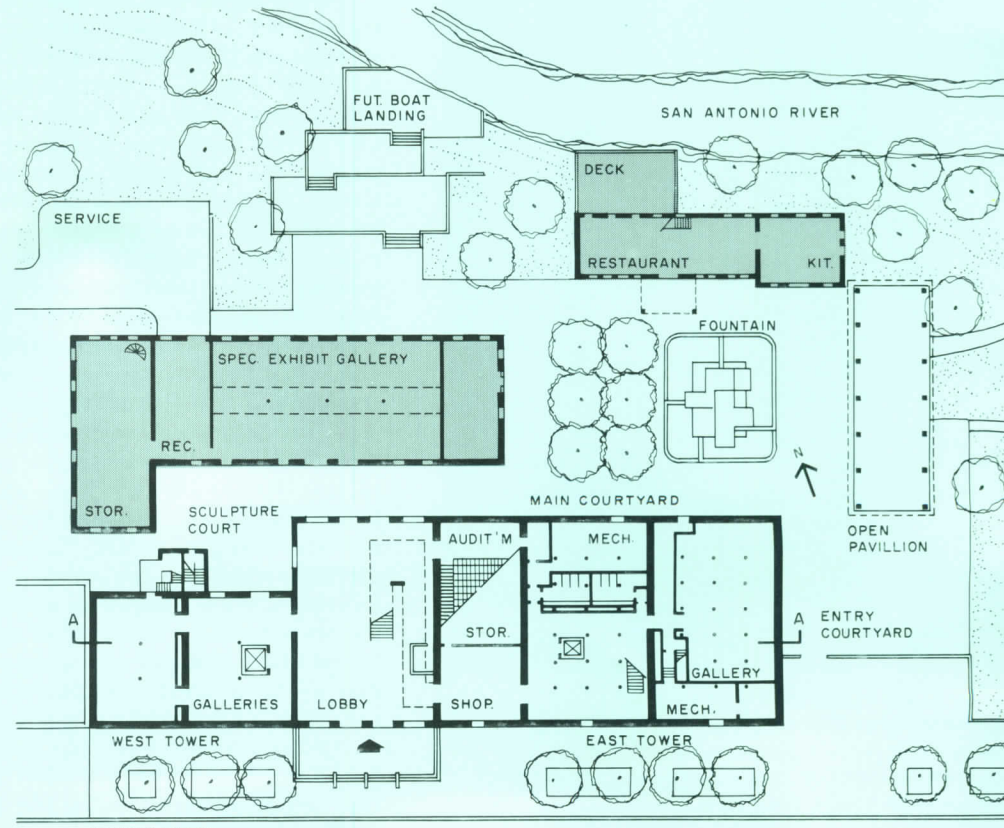 FUT. BOAT
LANDING
SAN ANTONIO RIVER
DECK
SERVICE
RESTAURANT
KIT.
FOUNTAIN
SPEC. EXHIBIT GALLERY
REC.
N
STOR.
SCULPTURE
COURT
MAIN COURTYARD
OPEN
PAVILLION
AUDIT'M
MECH.
A
A
ENTRY
COURTYARD
STOR.
GALLERY
GALLERIES
LOBBY
SHOP.
MECH.
WEST TOWER
EAST TOWER